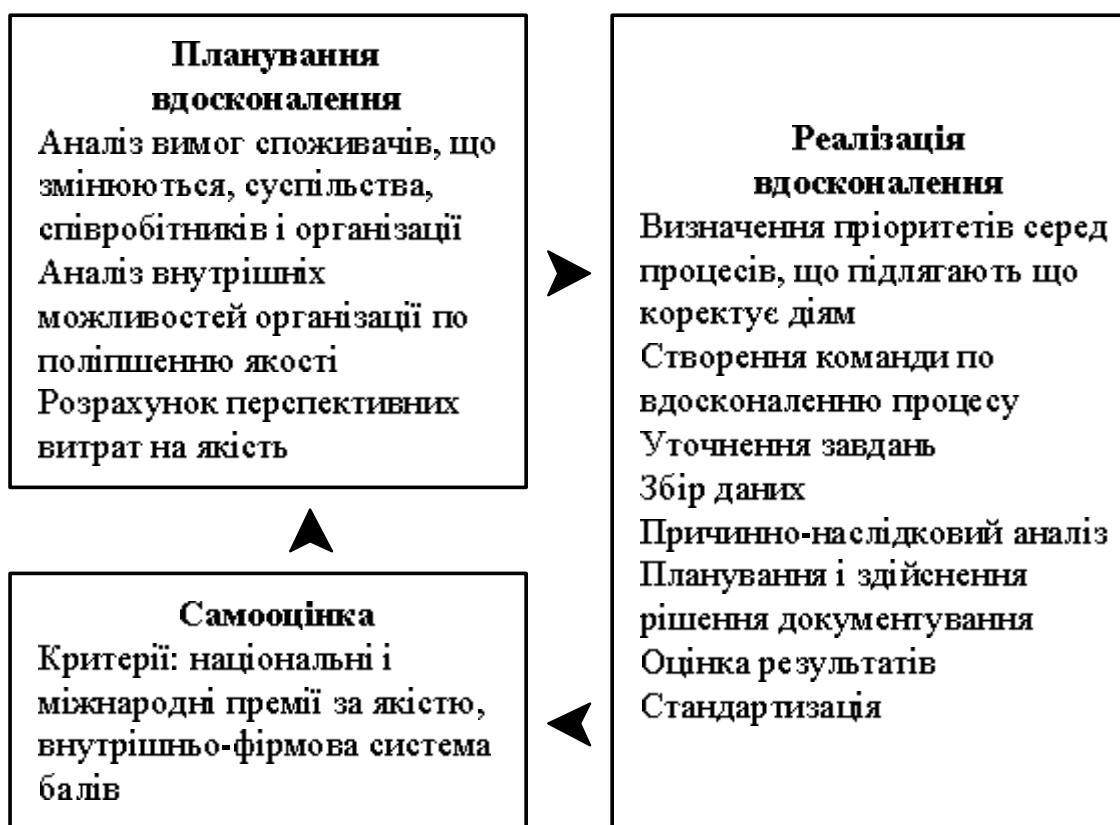 Планування
вдосконалення
Аналіз вимог споживачів, що
змінюються, суспільства,
співробітників і організації
Аналіз внутрішніх
можливостей організації по
поліпшенню якості
Розрахунок перспективних
витрат на якість
Реалізація
вдосконалення
Визначення пріоритетів серед
процесів, що підлягають що
коректує діям
Створення команди по
вдосконаленню процесу
Уточнення завдань
Збір даних
Причинно-наслідковий аналіз
Планування і здійснення
рішення документування
Оцінка результатів
Стандартизація
Самооцінка
Критерії: національні і
міжнародні премії за якістю,
внутрішньо-фірмова система
балів